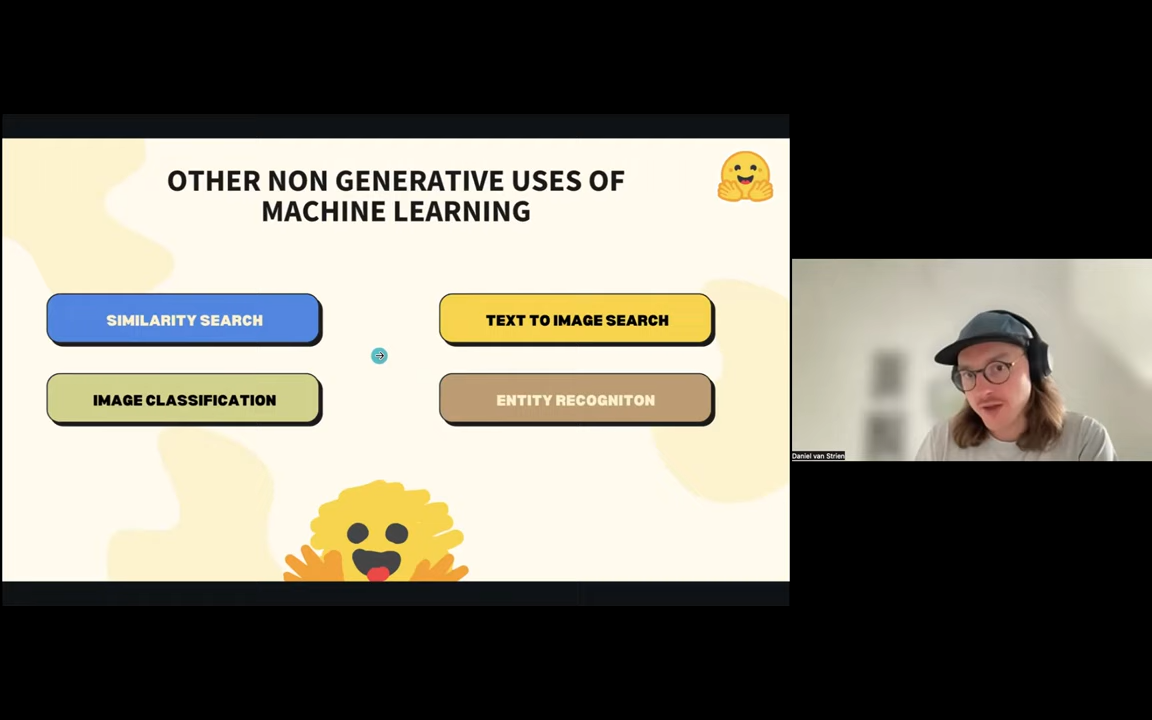 OTHER NON GENERATIVE USES OF
MACHINE LEARNING
SIMILARITY SEARCH
TEXT TO IMAGE SEARCH
IMAGE CLASSIFICATION
ENTITY RECOGNITON
Daniel van Strien